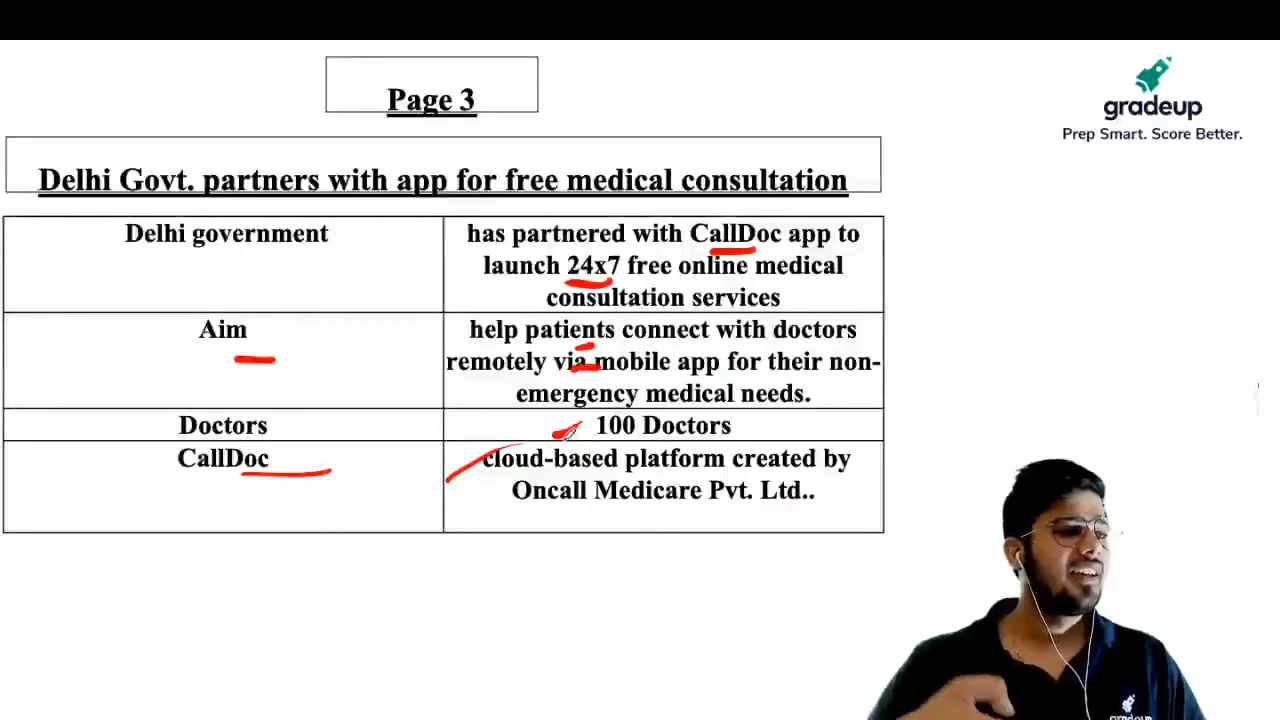 Page 3
gradeup
Prep Smart. Score Better.
Delhi Govt. partners with app for free medical consultation
Delhi government
has partnered with CallDoc app to
launch 24x7 free online medical
consultation services
Aim
help patients connect with doctors
remotely via mobile app for their non-
emergency medical needs.
Doctors
100 Doctors
CallDoc
cloud-based platform created by
Oncall Medicare Pvt. Ltd..
gradeup